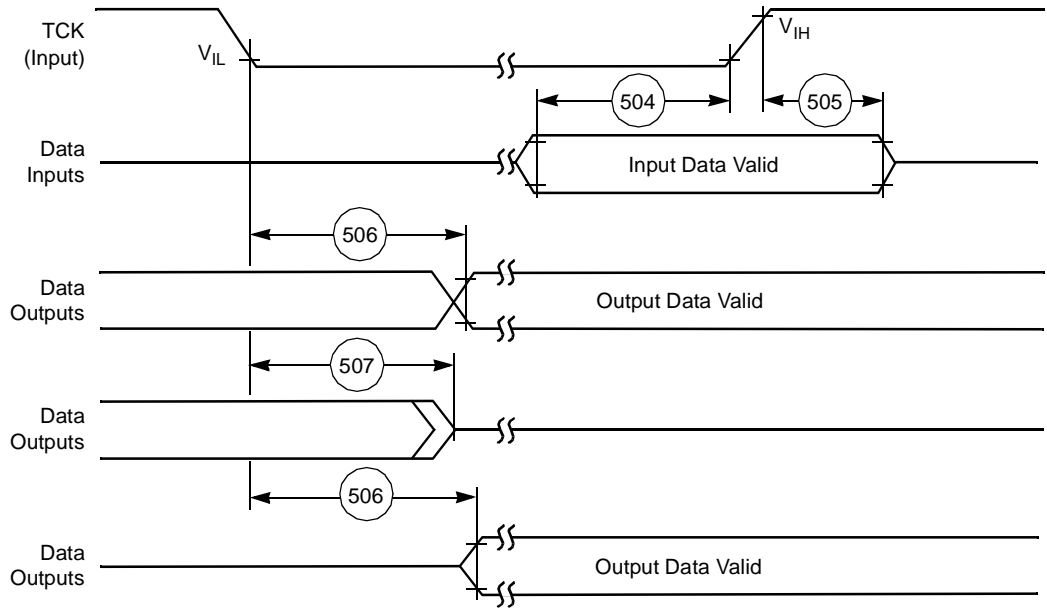 TCK
(Input)
V_IL
V_IH
504
505
Data
Inputs
Input Data Valid
506
Data
Outputs
Output Data Valid
507
Data
Outputs
506
Data
Outputs
Output Data Valid